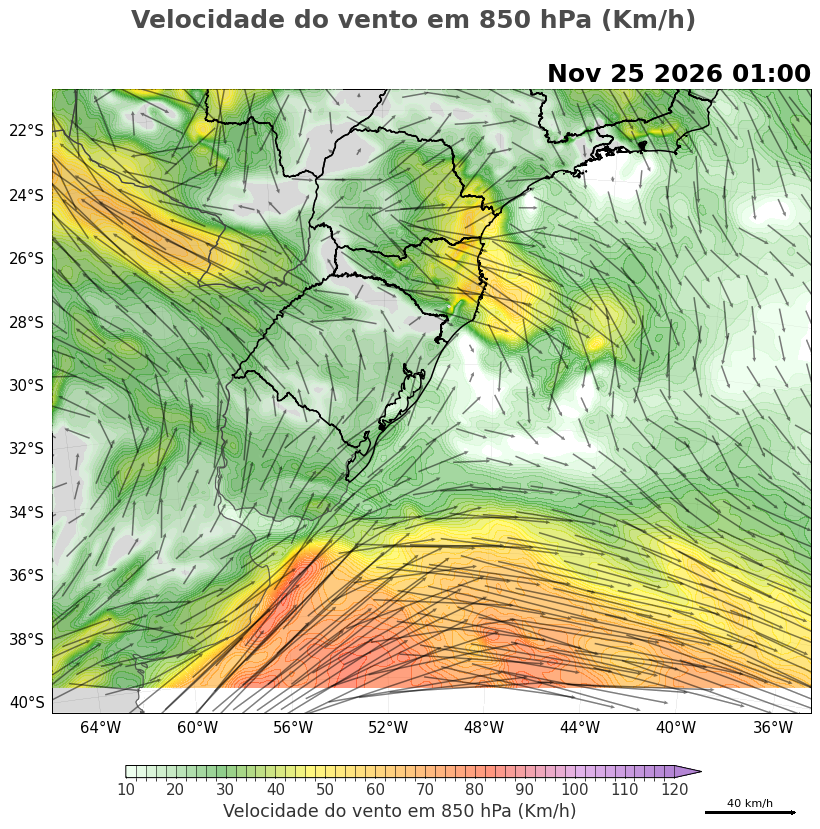 Velocidade do vento em 850 hPa (Km/h)
Nov 25 2026 01:00
22°S
24°S
26°S
28°S
30°S
32°S
34°S
36°S
38°S
40°S
64°W 60°W 56°W 52°W 48°W 44°W 40°W 36°W
10 20 30 40 50 60 70 80 90 100 110 120
Velocidade do vento em 850 hPa (Km/h)
40 km/h